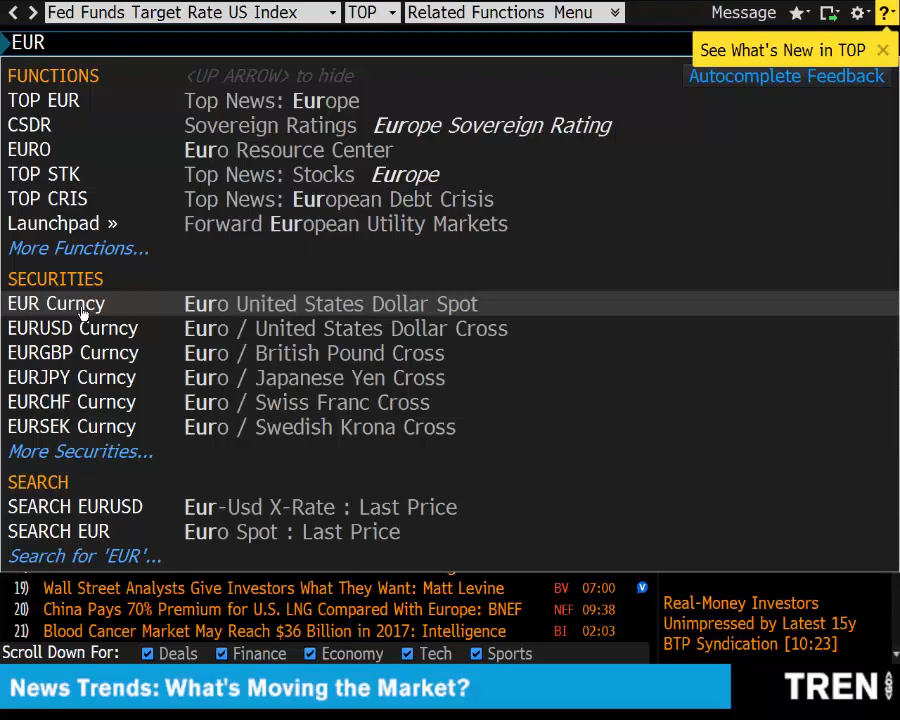 Fed Funds Target Rate US Index TOP Related Functions Menu Message ?
EUR
See What's New in TOP ×
FUNCTIONS <UP ARROW> to hide Autocomplete Feedback
TOP EUR Top News: Europe
CSDR Sovereign Ratings Europe Sovereign Rating
EURO Euro Resource Center
TOP STK Top News: Stocks Europe
TOP CRIS Top News: European Debt Crisis
Launchpad » Forward European Utility Markets
More Functions...
SECURITIES
EUR Curncy Euro United States Dollar Spot
EURUSD Curncy Euro / United States Dollar Cross
EURGBP Curncy Euro / British Pound Cross
EURJPY Curncy Euro / Japanese Yen Cross
EURCHF Curncy Euro / Swiss Franc Cross
EURSEK Curncy Euro / Swedish Krona Cross
More Securities...
SEARCH
SEARCH EURUSD Eur-Usd X-Rate : Last Price
SEARCH EUR Euro Spot : Last Price
Search for 'EUR'...
19) Wall Street Analysts Give Investors What They Want: Matt Levine BV 07:00
20) China Pays 70% Premium for U.S. LNG Compared With Europe: BNEF NEF 09:38
21) Blood Cancer Market May Reach $36 Billion in 2017: Intelligence BI 02:03
Real-Money Investors
Unimpressed by Latest 15y
BTP Syndication [10:23]
Scroll Down For: Deals Finance Economy Tech Sports
News Trends: What's Moving the Market?
TREN